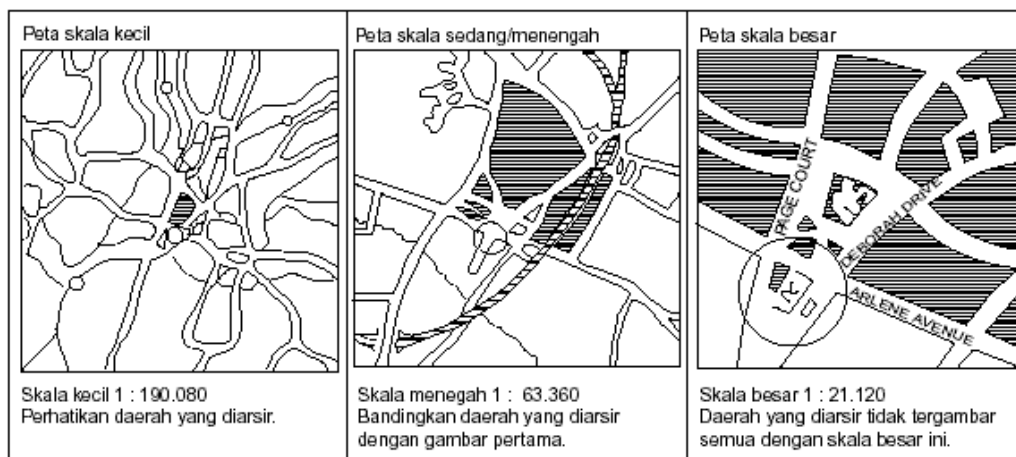 Peta skala kecil
Skala kecil 1 : 190.080
Perhatikan daerah yang diarsir.
Peta skala sedang/menengah
Skala menegah 1 : 63.360
Bandingkan daerah yang diarsir
dengan gambar pertama.
Peta skala besar
PAGE COURT
DEBORAH DRIVE
ARLENE AVENUE
Skala besar 1 : 21.120
Daerah yang diarsir tidak tergambar
semua dengan skala besar ini.